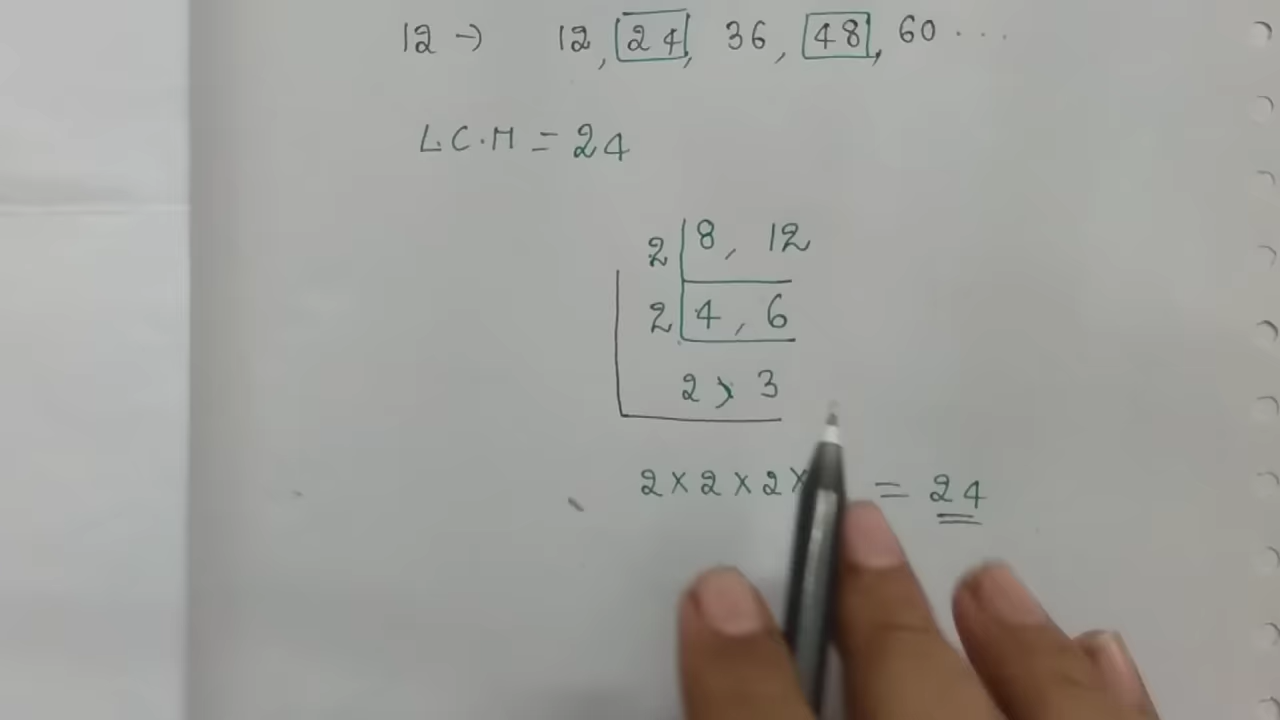 12 → 12, 24, 36, 48, 60 ...
L.C.M = 24
2 | 8, 12
2 | 4, 6
2, 3
2 × 2 × 2 × = 24